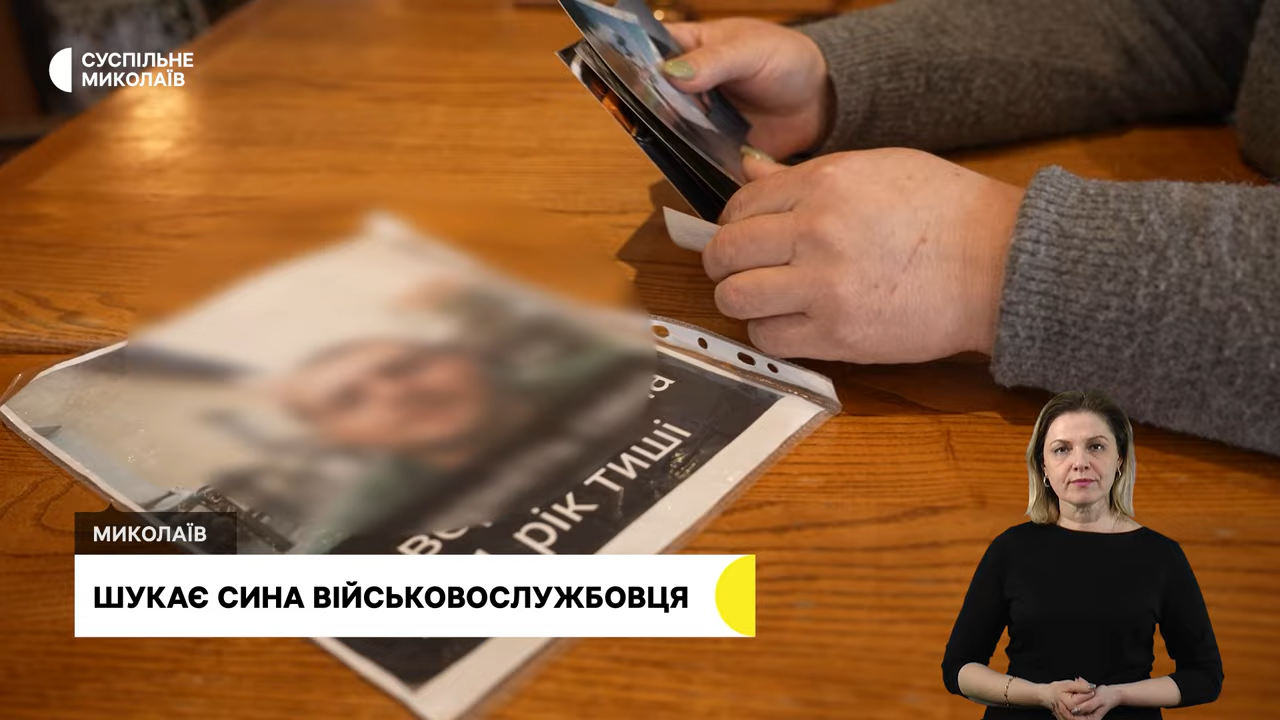 СУСПІЛЬНЕ
МИКОЛАЇВ
рік тиші
МИКОЛАЇВ
ШУКАЄ СИНА ВІЙСЬКОВОСЛУЖБОВЦЯ